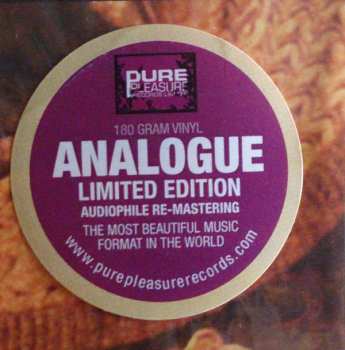 PURE
PLEASURE
RECORDS LTD
180 GRAM VINYL
ANALOGUE
LIMITED EDITION
AUDIOPHILE RE-MASTERING
THE MOST BEAUTIFUL MUSIC
FORMAT IN THE WORLD
www.purepleasurerecords.com